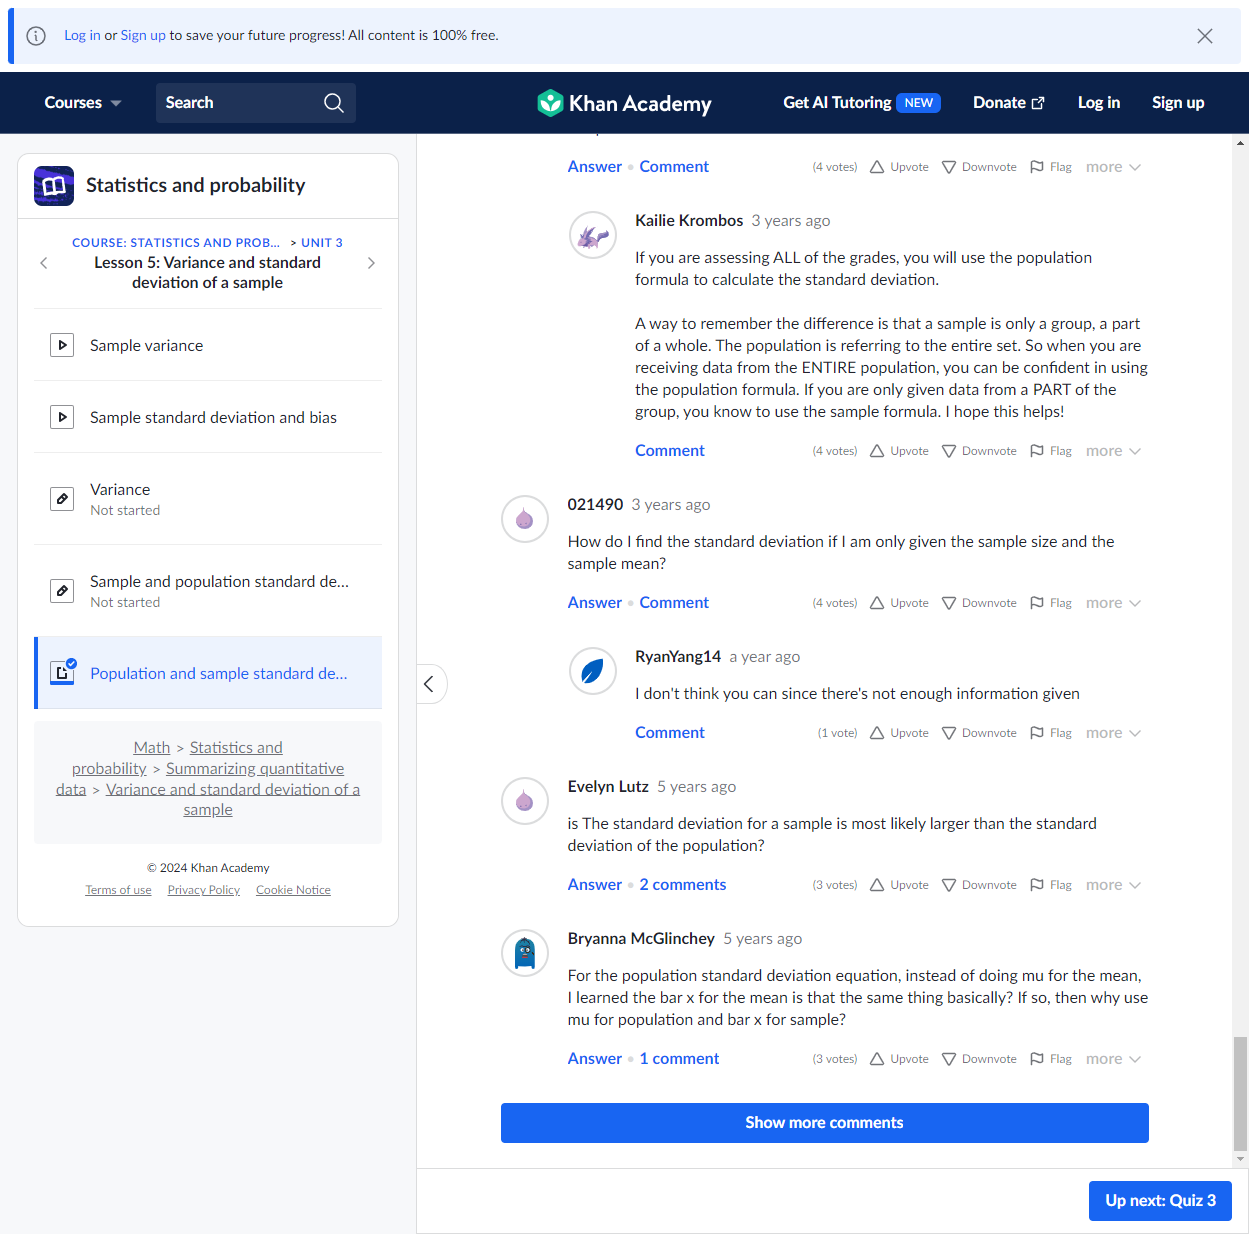 Log in or Sign up to save your future progress! All content is 100% free.
Courses
Search
Khan Academy
Get AI Tutoring NEW
Donate
Log in
Sign up
Statistics and probability
COURSE: STATISTICS AND PROB... > UNIT 3
Lesson 5: Variance and standard
deviation of a sample
Sample variance
Sample standard deviation and bias
Variance
Not started
Sample and population standard de...
Not started
Population and sample standard de...
Math > Statistics and
probability > Summarizing quantitative
data > Variance and standard deviation of a
sample
© 2024 Khan Academy
Terms of use Privacy Policy Cookie Notice
Answer • Comment (4 votes) Upvote Downvote Flag more
Kailie Krombos 3 years ago
If you are assessing ALL of the grades, you will use the population
formula to calculate the standard deviation.
A way to remember the difference is that a sample is only a group, a part
of a whole. The population is referring to the entire set. So when you are
receiving data from the ENTIRE population, you can be confident in using
the population formula. If you are only given data from a PART of the
group, you know to use the sample formula. I hope this helps!
Comment (4 votes) Upvote Downvote Flag more
021490 3 years ago
How do I find the standard deviation if I am only given the sample size and the
sample mean?
Answer • Comment (4 votes) Upvote Downvote Flag more
RyanYang14 a year ago
I don't think you can since there's not enough information given
Comment (1 vote) Upvote Downvote Flag more
Evelyn Lutz 5 years ago
is The standard deviation for a sample is most likely larger than the standard
deviation of the population?
Answer • 2 comments (3 votes) Upvote Downvote Flag more
Bryanna McGlinchey 5 years ago
For the population standard deviation equation, instead of doing mu for the mean,
I learned the bar x for the mean is that the same thing basically? If so, then why use
mu for population and bar x for sample?
Answer • 1 comment (3 votes) Upvote Downvote Flag more
Show more comments
Up next: Quiz 3